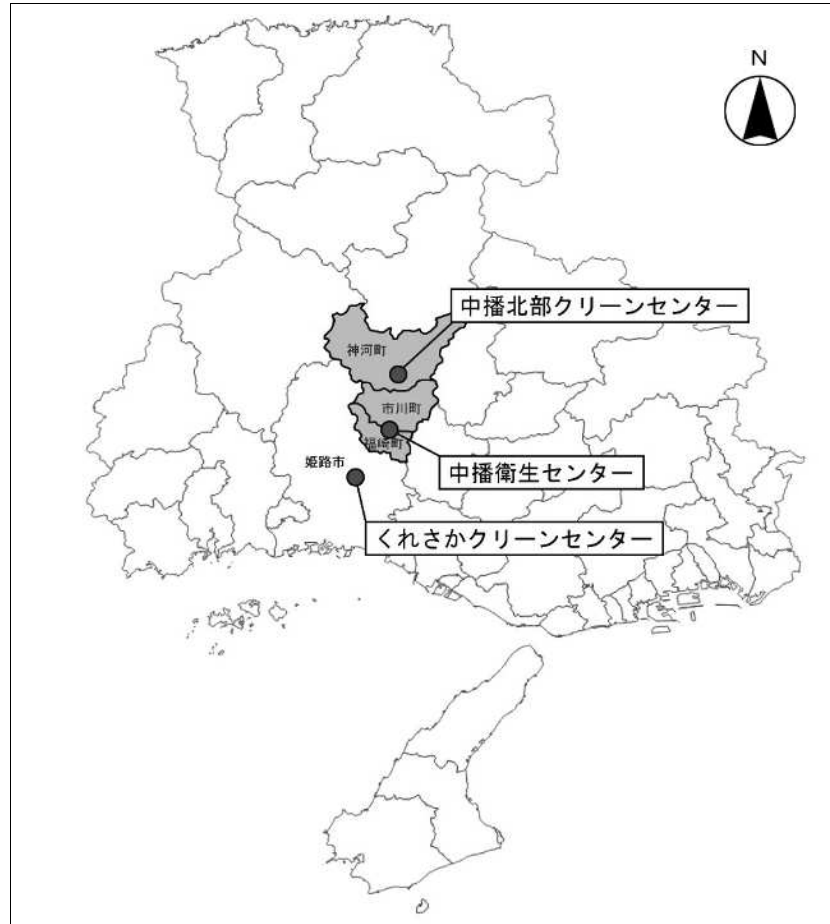 N
中播北部クリーンセンター
神河町
市川町
福崎町
中播衛生センター
姫路市
くれさかクリーンセンター